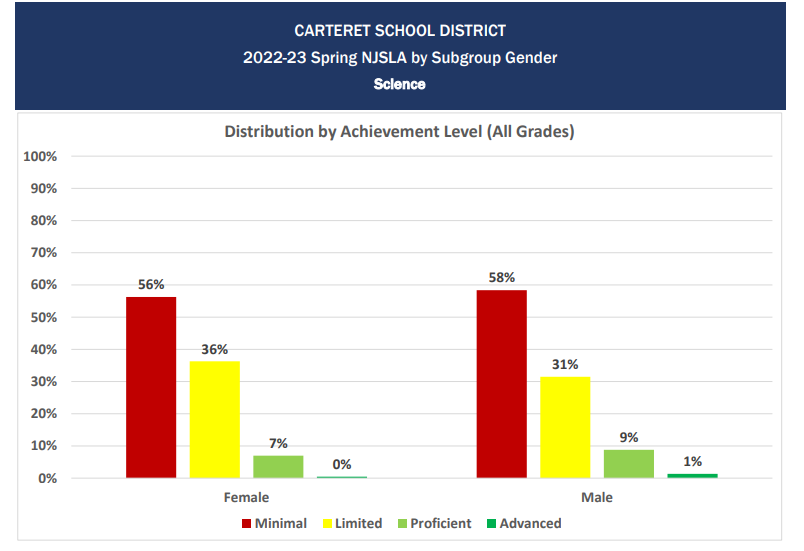 CARTERET SCHOOL DISTRICT
2022-23 Spring NJSLA by Subgroup Gender
Science
Distribution by Achievement Level (All Grades)
100%
90%
80%
70%
60%
50%
40%
30%
20%
10%
0%
56%
36%
7%
0%
58%
31%
9%
1%
Female
Male
Minimal Limited Proficient Advanced